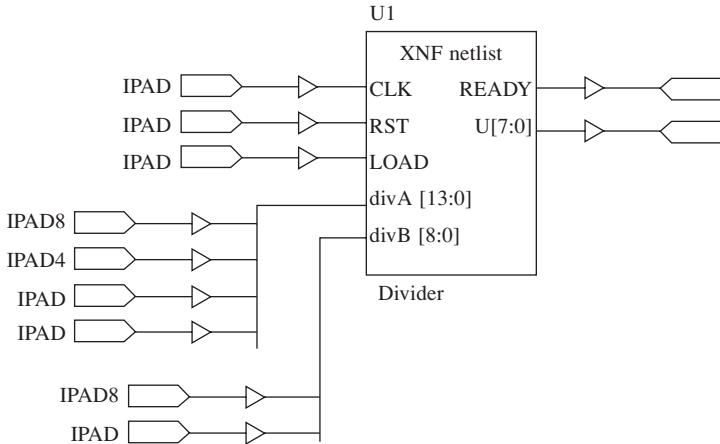 U1
XNF netlist
IPAD CLK READY
IPAD RST U[7:0]
IPAD LOAD
divA [13:0]
IPAD8
divB [8:0]
IPAD4
IPAD
Divider
IPAD
IPAD8
IPAD